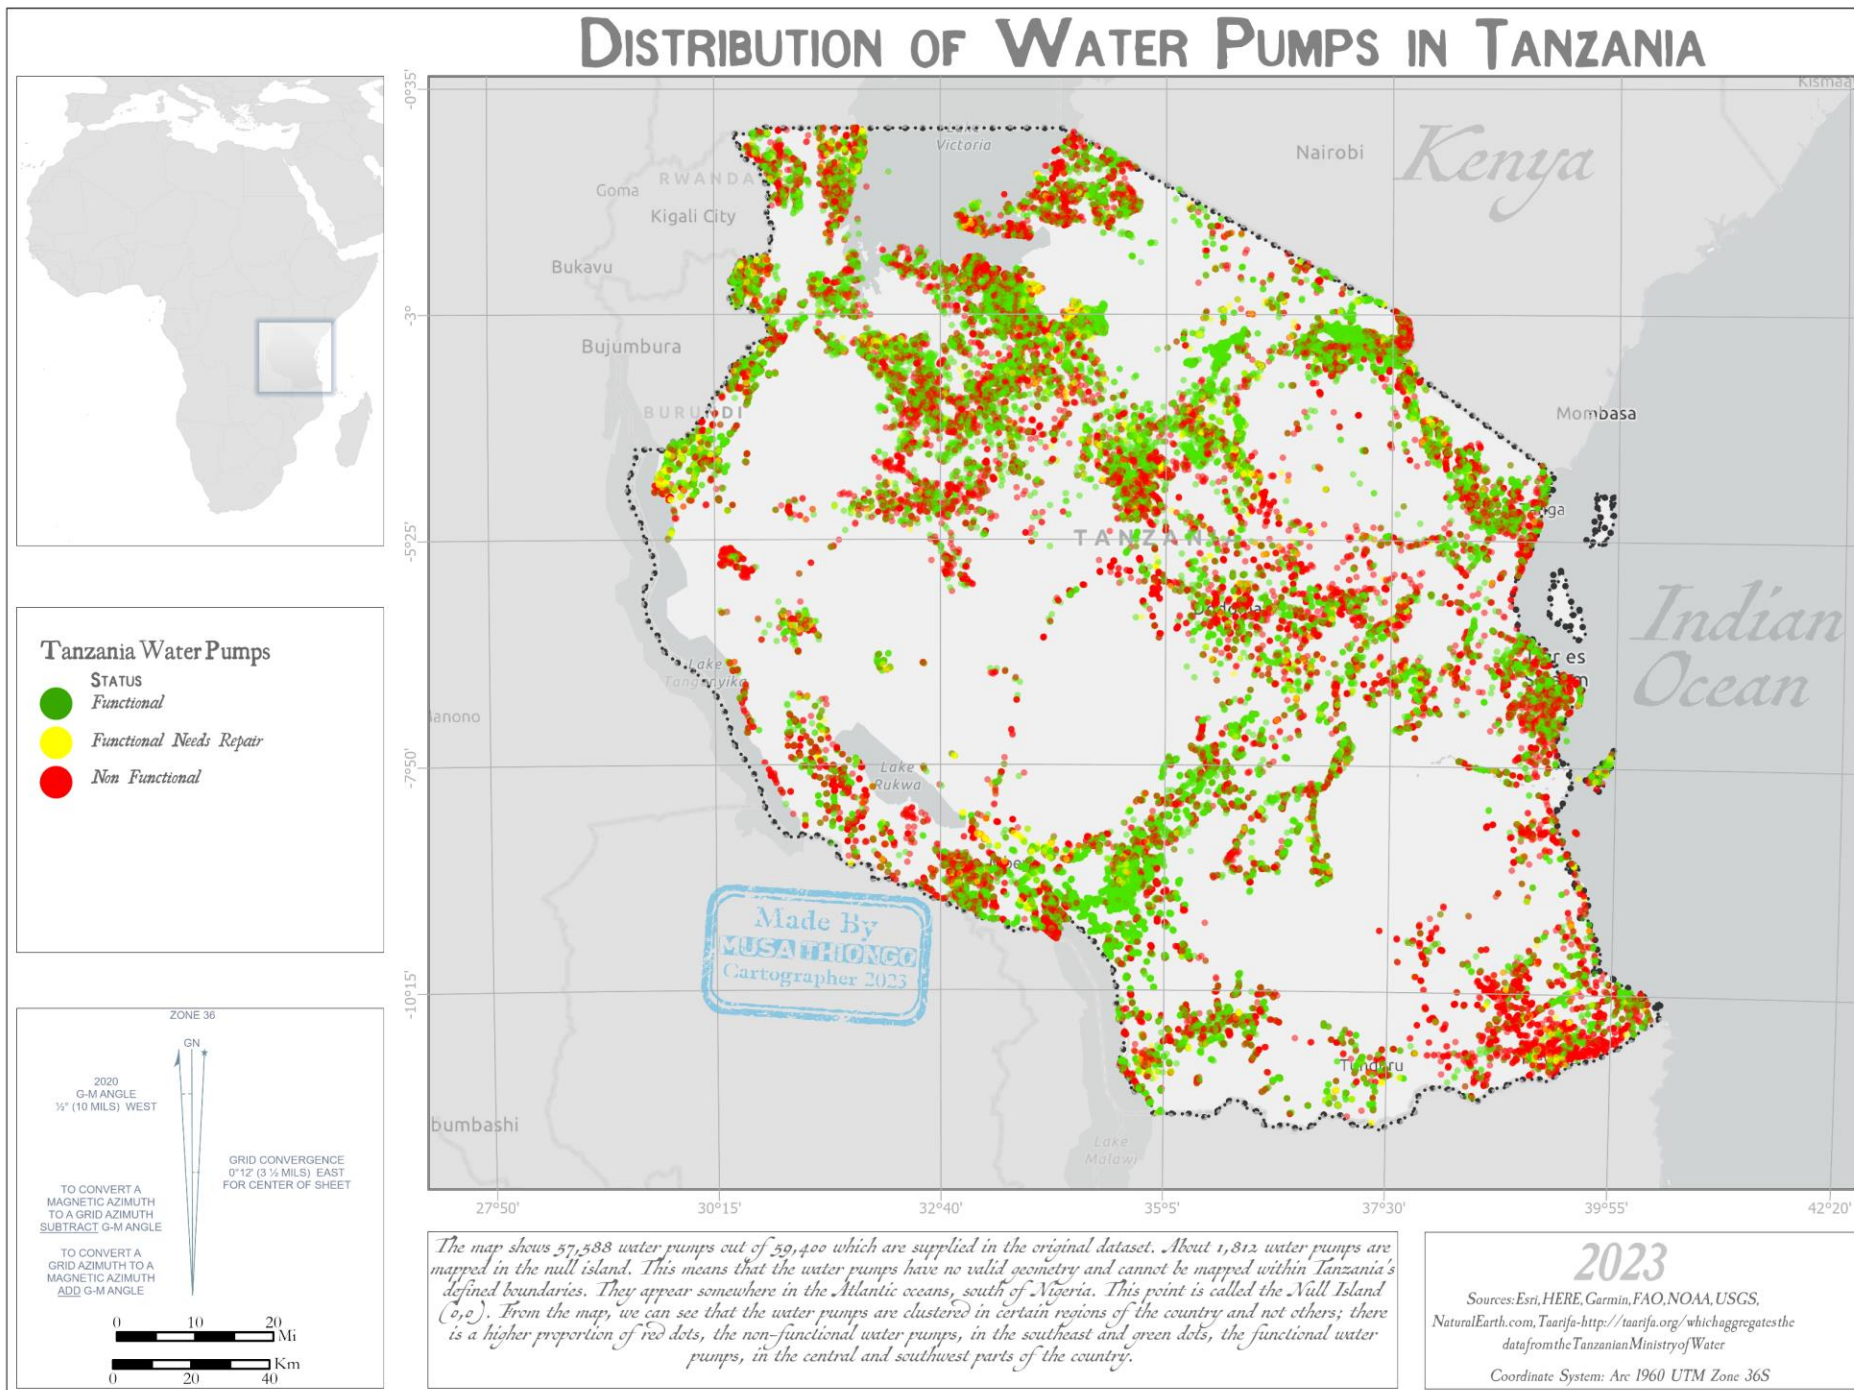 DISTRIBUTION OF WATER PUMPS IN TANZANIA
-0°35'
-3°
-5°25'
-7°50'
-10°15'
27°50'
30°15'
32°40'
35°5'
37°30'
39°55'
42°20'
Lake
Victoria
Nairobi
Kenya
RWANDA
Goma
Kigali City
Bukavu
Bujumbura
BURUNDI
Mombasa
Indian
Ocean
Lake
Tanganyika
Lake
Rukwa
Lake
Malawi
Tanzania Water Pumps
STATUS
Functional
Functional Needs Repair
Non Functional
Made By
MUSA THIONGO
Cartographer 2023
ZONE 36
GN
2020
G-M ANGLE
½° (10 MILS) WEST
GRID CONVERGENCE
0°12' (3 ½ MILS) EAST
FOR CENTER OF SHEET
TO CONVERT A
MAGNETIC AZIMUTH
TO A GRID AZIMUTH
SUBTRACT G-M ANGLE
TO CONVERT A
GRID AZIMUTH TO A
MAGNETIC AZIMUTH
ADD G-M ANGLE
0 10 20
Mi
Km
0 20 40
The map shows 57,588 water pumps out of 59,400 which are supplied in the original dataset. About 1,812 water pumps are
mapped in the null island. This means that the water pumps have no valid geometry and cannot be mapped within Tanzania's
defined boundaries. They appear somewhere in the Atlantic oceans, south of Nigeria. This point is called the Null Island
(0,0). From the map, we can see that the water pumps are clustered in certain regions of the country and not others; there
is a higher proportion of red dots, the non-functional water pumps, in the southeast and green dots, the functional water
pumps, in the central and southwest parts of the country.
2023
Sources:Esri,HERE,Garmin,FAO,NOAA,USGS,
NaturalEarth.com,Taarifa-http://taarifa.org/whichaggregatesthe
datafromtheTanzanianMinistryofWater
Coordinate System: Arc 1960 UTM Zone 36S